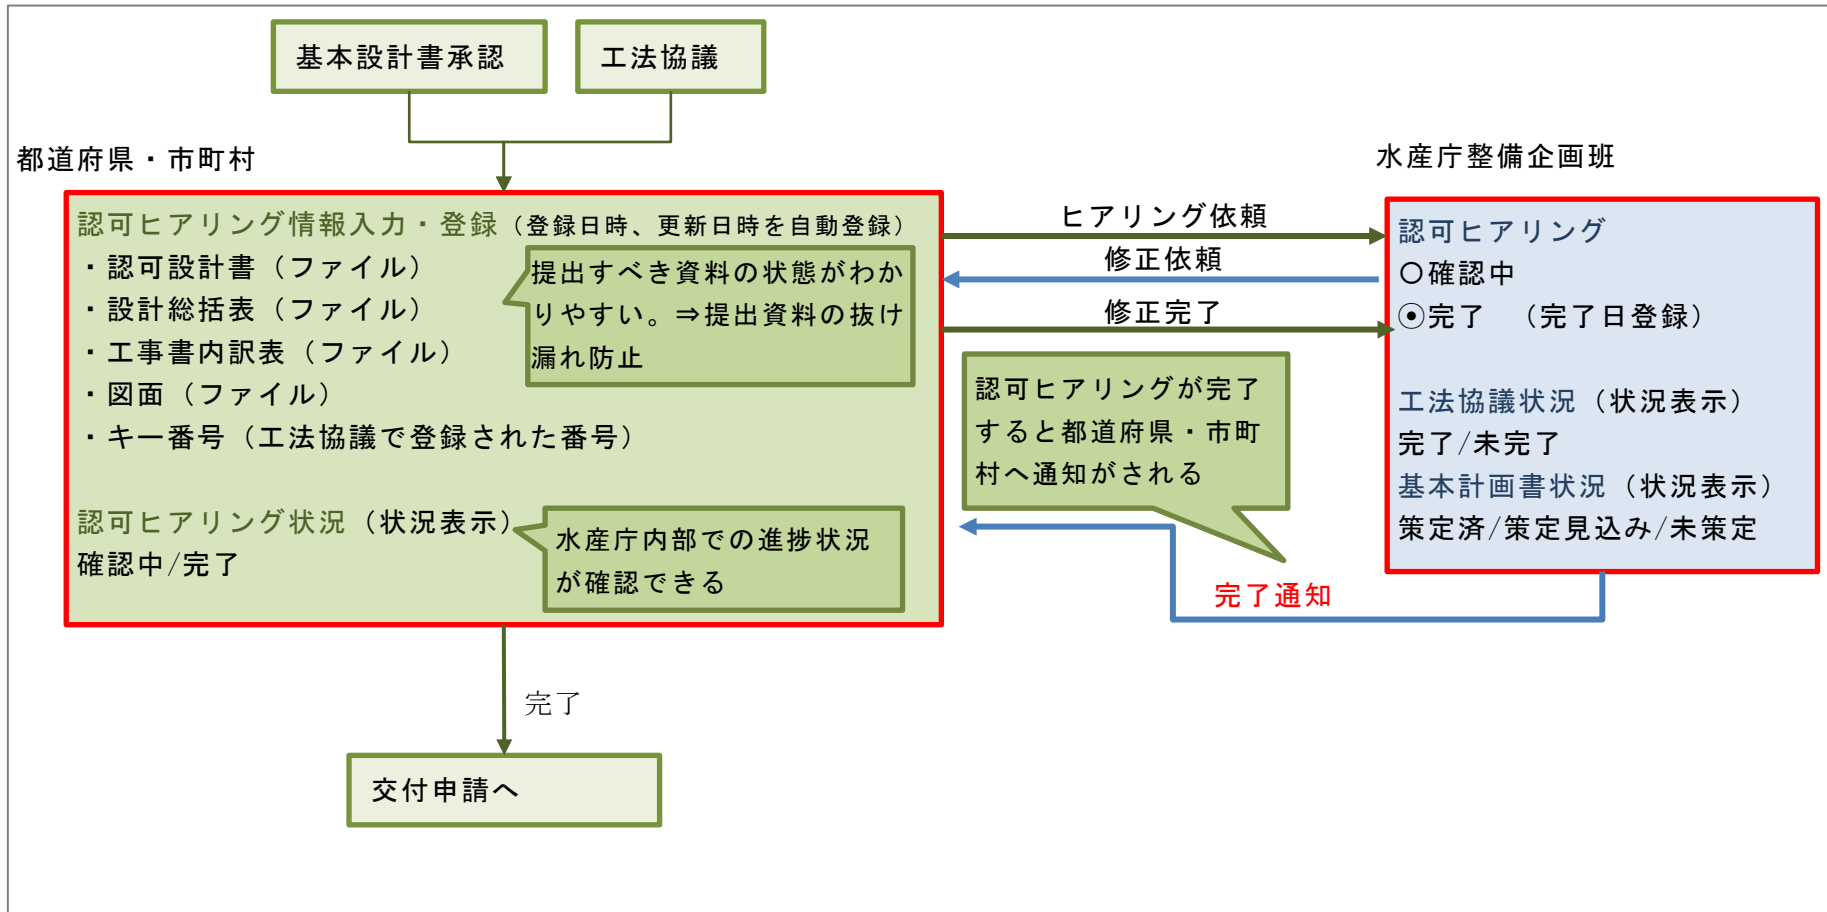 基本設計書承認
工法協議
都道府県・市町村
水産庁整備企画班
認可ヒアリング情報入力・登録（登録日時、更新日時を自動登録）
・認可設計書（ファイル）
・設計総括表（ファイル）
・工事書内訳表（ファイル）
・図面（ファイル）
・キー番号（工法協議で登録された番号）
提出すべき資料の状態がわか
りやすい。⇒提出資料の抜け
漏れ防止
認可ヒアリング状況（状況表示）
確認中/完了
水産庁内部での進捗状況
が確認できる
ヒアリング依頼
修正依頼
修正完了
認可ヒアリングが完了
すると都道府県・市町
村へ通知がされる
完了通知
認可ヒアリング
〇確認中
⦿完了　（完了日登録）
工法協議状況（状況表示）
完了/未完了
基本計画書状況（状況表示）
策定済/策定見込み/未策定
完了
交付申請へ